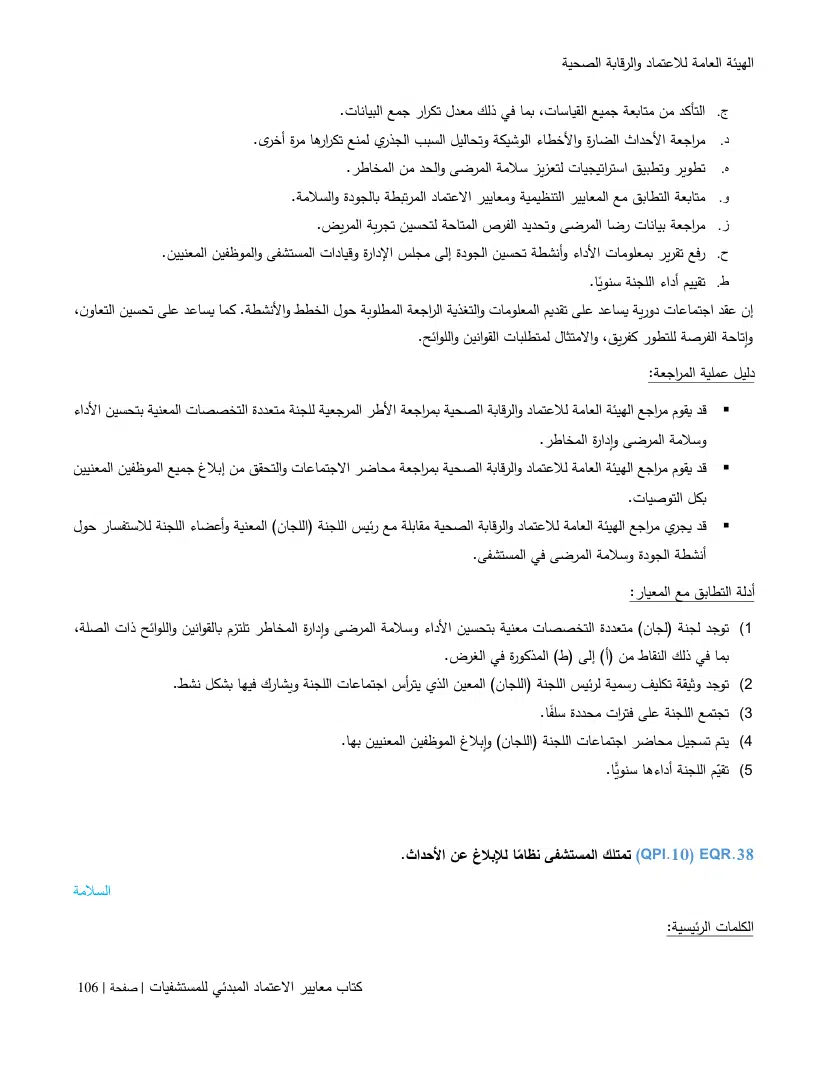 الهيئة العامة للاعتماد والرقابة الصحية
ج. التأكد من متابعة جميع القياسات، بما في ذلك معدل تكرار جمع البيانات.
د. مراجعة الأحداث الضارة والأخطاء الوشيكة وتحاليل السبب الجذري لمنع تكرارها مرة أخرى.
ه. تطوير وتطبيق استراتيجيات لتعزيز سلامة المرضى والحد من المخاطر.
و. متابعة التطابق مع المعايير التنظيمية ومعايير الاعتماد المرتبطة بالجودة والسلامة.
ز. مراجعة بيانات رضا المرضى وتحديد الفرص المتاحة لتحسين تجربة المريض.
ح. رفع تقرير بمعلومات الأداء وأنشطة تحسين الجودة إلى مجلس الإدارة وقيادات المستشفى والموظفين المعنيين.
ط. تقييم أداء اللجنة سنويًا.
إن عقد اجتماعات دورية يساعد على تقديم المعلومات والتغذية الراجعة المطلوبة حول الخطط والأنشطة. كما يساعد على تحسين التعاون،
وإتاحة الفرصة للتطور كفريق، والامتثال لمتطلبات القوانين واللوائح.
دليل عملية المراجعة:
▪ قد يقوم مراجع الهيئة العامة للاعتماد والرقابة الصحية بمراجعة الأطر المرجعية للجنة متعددة التخصصات المعنية بتحسين الأداء
وسلامة المرضى وإدارة المخاطر.
▪ قد يقوم مراجع الهيئة العامة للاعتماد والرقابة الصحية بمراجعة محاضر الاجتماعات والتحقق من إبلاغ جميع الموظفين المعنيين
بكل التوصيات.
▪ قد يجري مراجع الهيئة العامة للاعتماد والرقابة الصحية مقابلة مع رئيس اللجنة (اللجان) المعنية وأعضاء اللجنة للاستفسار حول
أنشطة الجودة وسلامة المرضى في المستشفى.
أدلة التطابق مع المعيار:
1) توجد لجنة (لجان) متعددة التخصصات معنية بتحسين الأداء وسلامة المرضى وإدارة المخاطر تلتزم بالقوانين واللوائح ذات الصلة،
بما في ذلك النقاط من (أ) إلى (ط) المذكورة في الغرض.
2) توجد وثيقة تكليف رسمية لرئيس اللجنة (اللجان) المعين الذي يترأس اجتماعات اللجنة ويشارك فيها بشكل نشط.
3) تجتمع اللجنة على فترات محددة سلفًا.
4) يتم تسجيل محاضر اجتماعات اللجنة (اللجان) وإبلاغ الموظفين المعنيين بها.
5) تقيّم اللجنة أداءها سنويًّا.
EQR.38 (QPI.10) تمتلك المستشفى نظامًا للإبلاغ عن الأحداث.
السلامة
الكلمات الرئيسية:
كتاب معايير الاعتماد المبدئي للمستشفيات | صفحة | 106